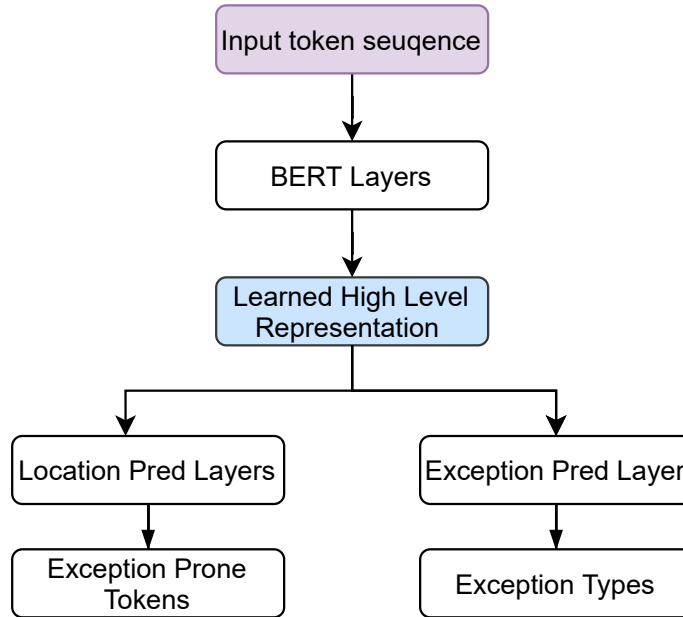 Input token seuqence
BERT Layers
Learned High Level
Representation
Location Pred Layers
Exception Pred Layer
Exception Prone
Tokens
Exception Types